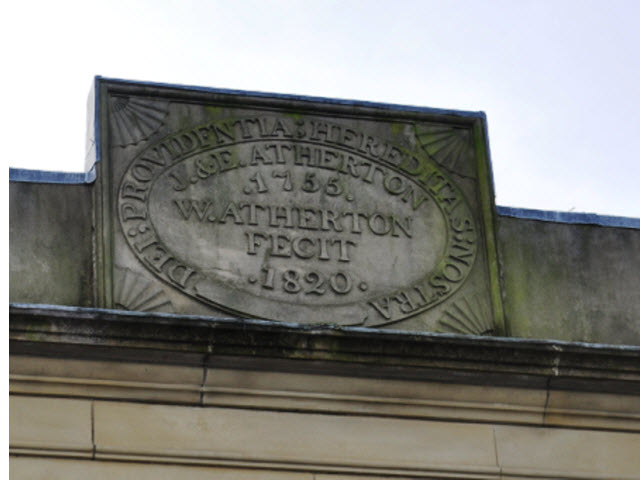 DEI: PROVIDENTIA; HEREDITAS: NOSTRA
J. & E. ATHERTON
. 1755 .
W. ATHERTON
FECIT
. 1820 .